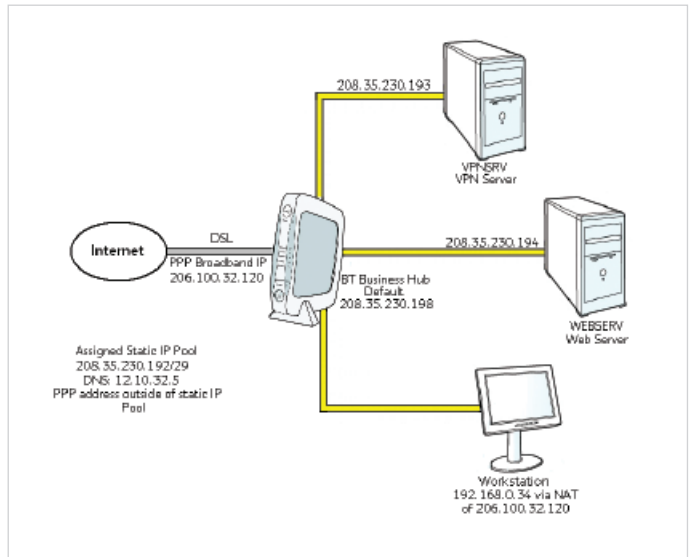 208.35.230.193
VPNSRV
VPN Server
Internet
DSL
PPP Broadband IP
206.100.32.120
208.35.230.194
BT Business Hub
Default
208.35.230.198
WEBSERV
Web Server
Assigned Static IP Pool
208.35.230.192/29
DNS: 12.10.32.5
PPP address outside of static IP
Pool
Workstation
192.168.0.34 via NAT
of 206.100.32.120